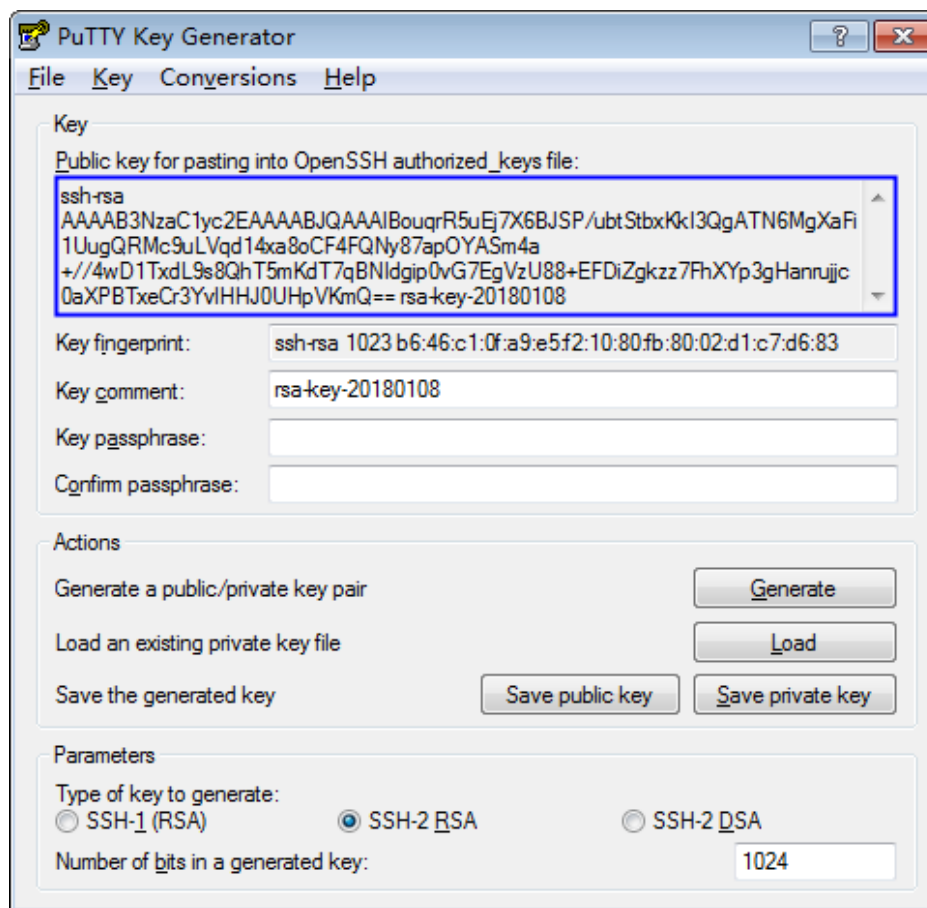 PuTTY Key Generator
File Key Conversions Help
Key
Public key for pasting into OpenSSH authorized_keys file:
ssh-rsa
AAAAB3NzaC1yc2EAAAABJQAAAIBouqrR5uEj7X6BJSP/ubtStbxKkI3QgATN6MgXaFi
1UugQRMc9uLVqd14xa8oCF4FQNy87apOYASm4a
+//4wD1TxdL9s8QhT5mKdT7qBNIdgip0vG7EgVzU88+EFDiZgkzz7FhXYp3gHanrujjc
0aXPBTxeCr3YvIHHJ0UHpVKmQ== rsa-key-20180108
Key fingerprint: ssh-rsa 1023 b6:46:c1:0f:a9:e5:f2:10:80:fb:80:02:d1:c7:d6:83
Key comment: rsa-key-20180108
Key passphrase:
Confirm passphrase:
Actions
Generate a public/private key pair Generate
Load an existing private key file Load
Save the generated key Save public key Save private key
Parameters
Type of key to generate:
SSH-1 (RSA) SSH-2 RSA SSH-2 DSA
Number of bits in a generated key: 1024